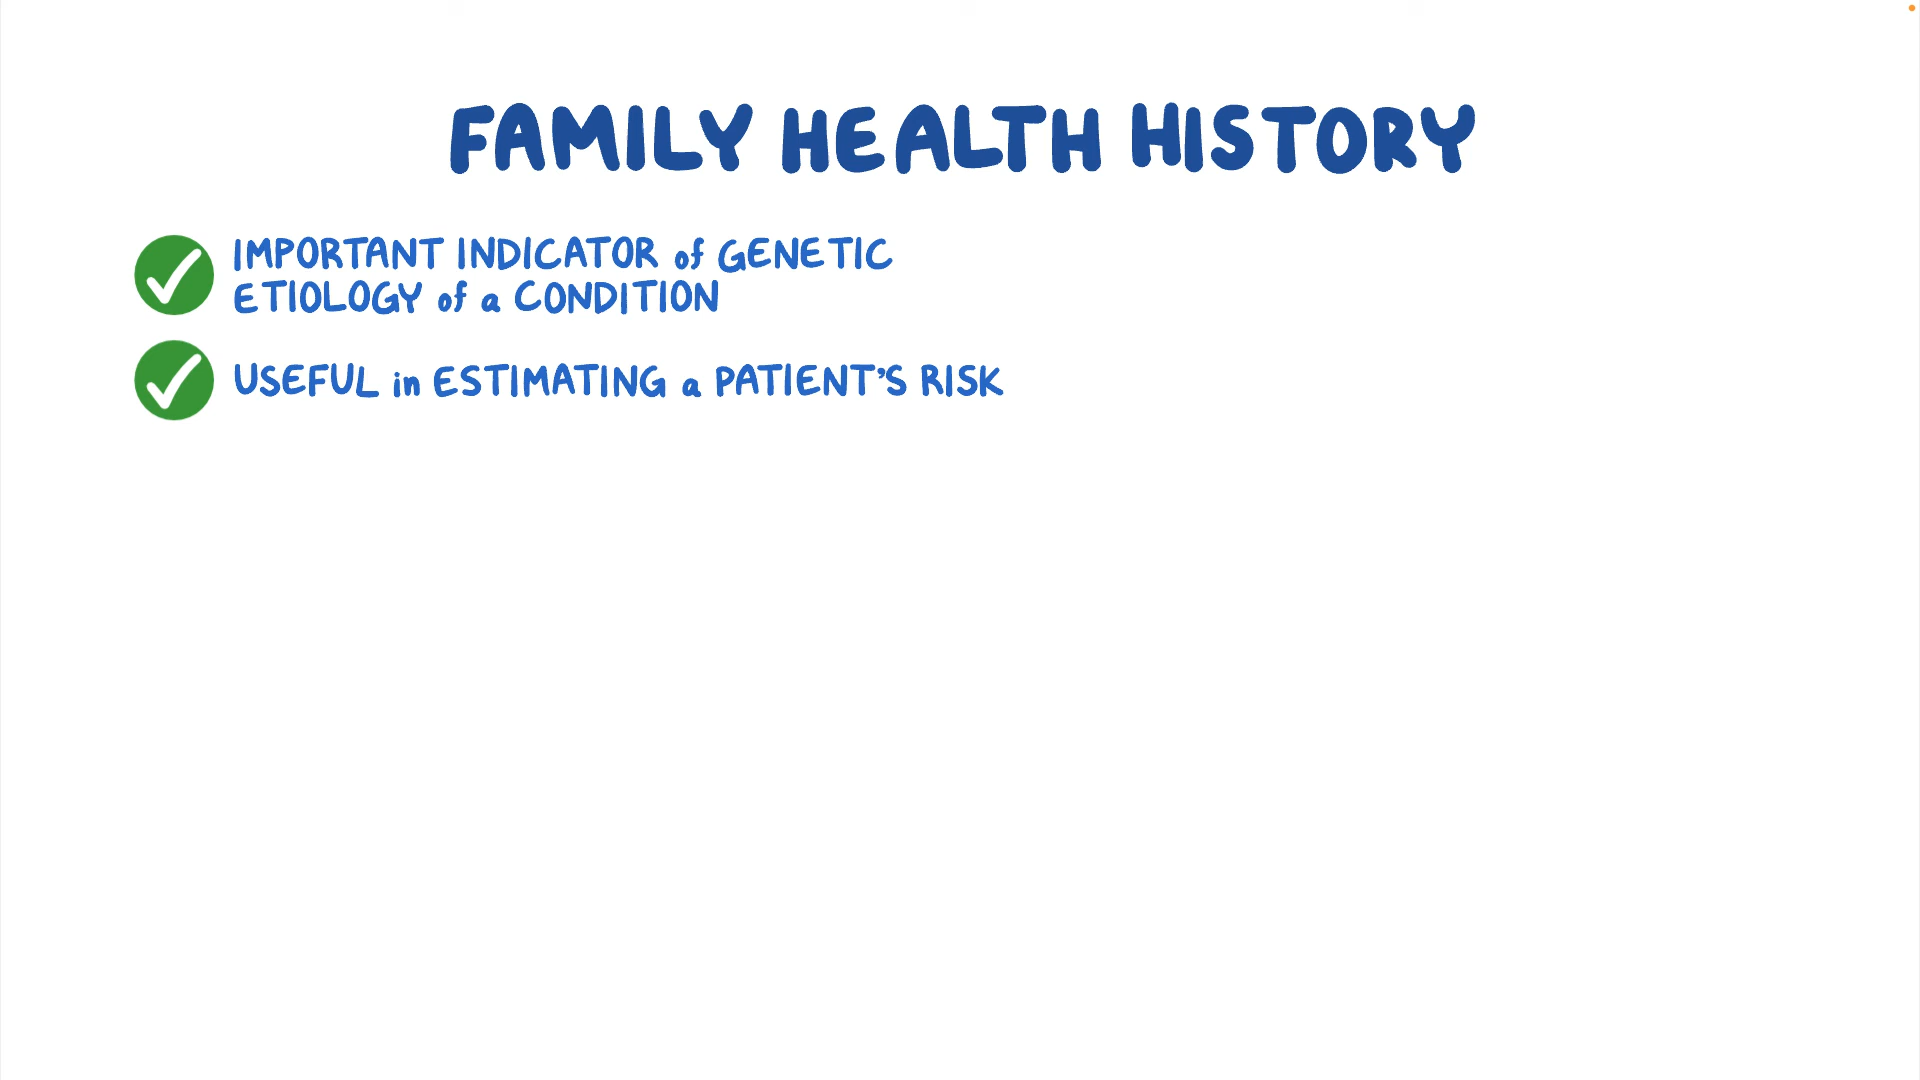 FAMILY HEALTH HISTORY
IMPORTANT INDICATOR of GENETIC
ETIOLOGY of a CONDITION
USEFUL in ESTIMATING a PATIENT'S RISK